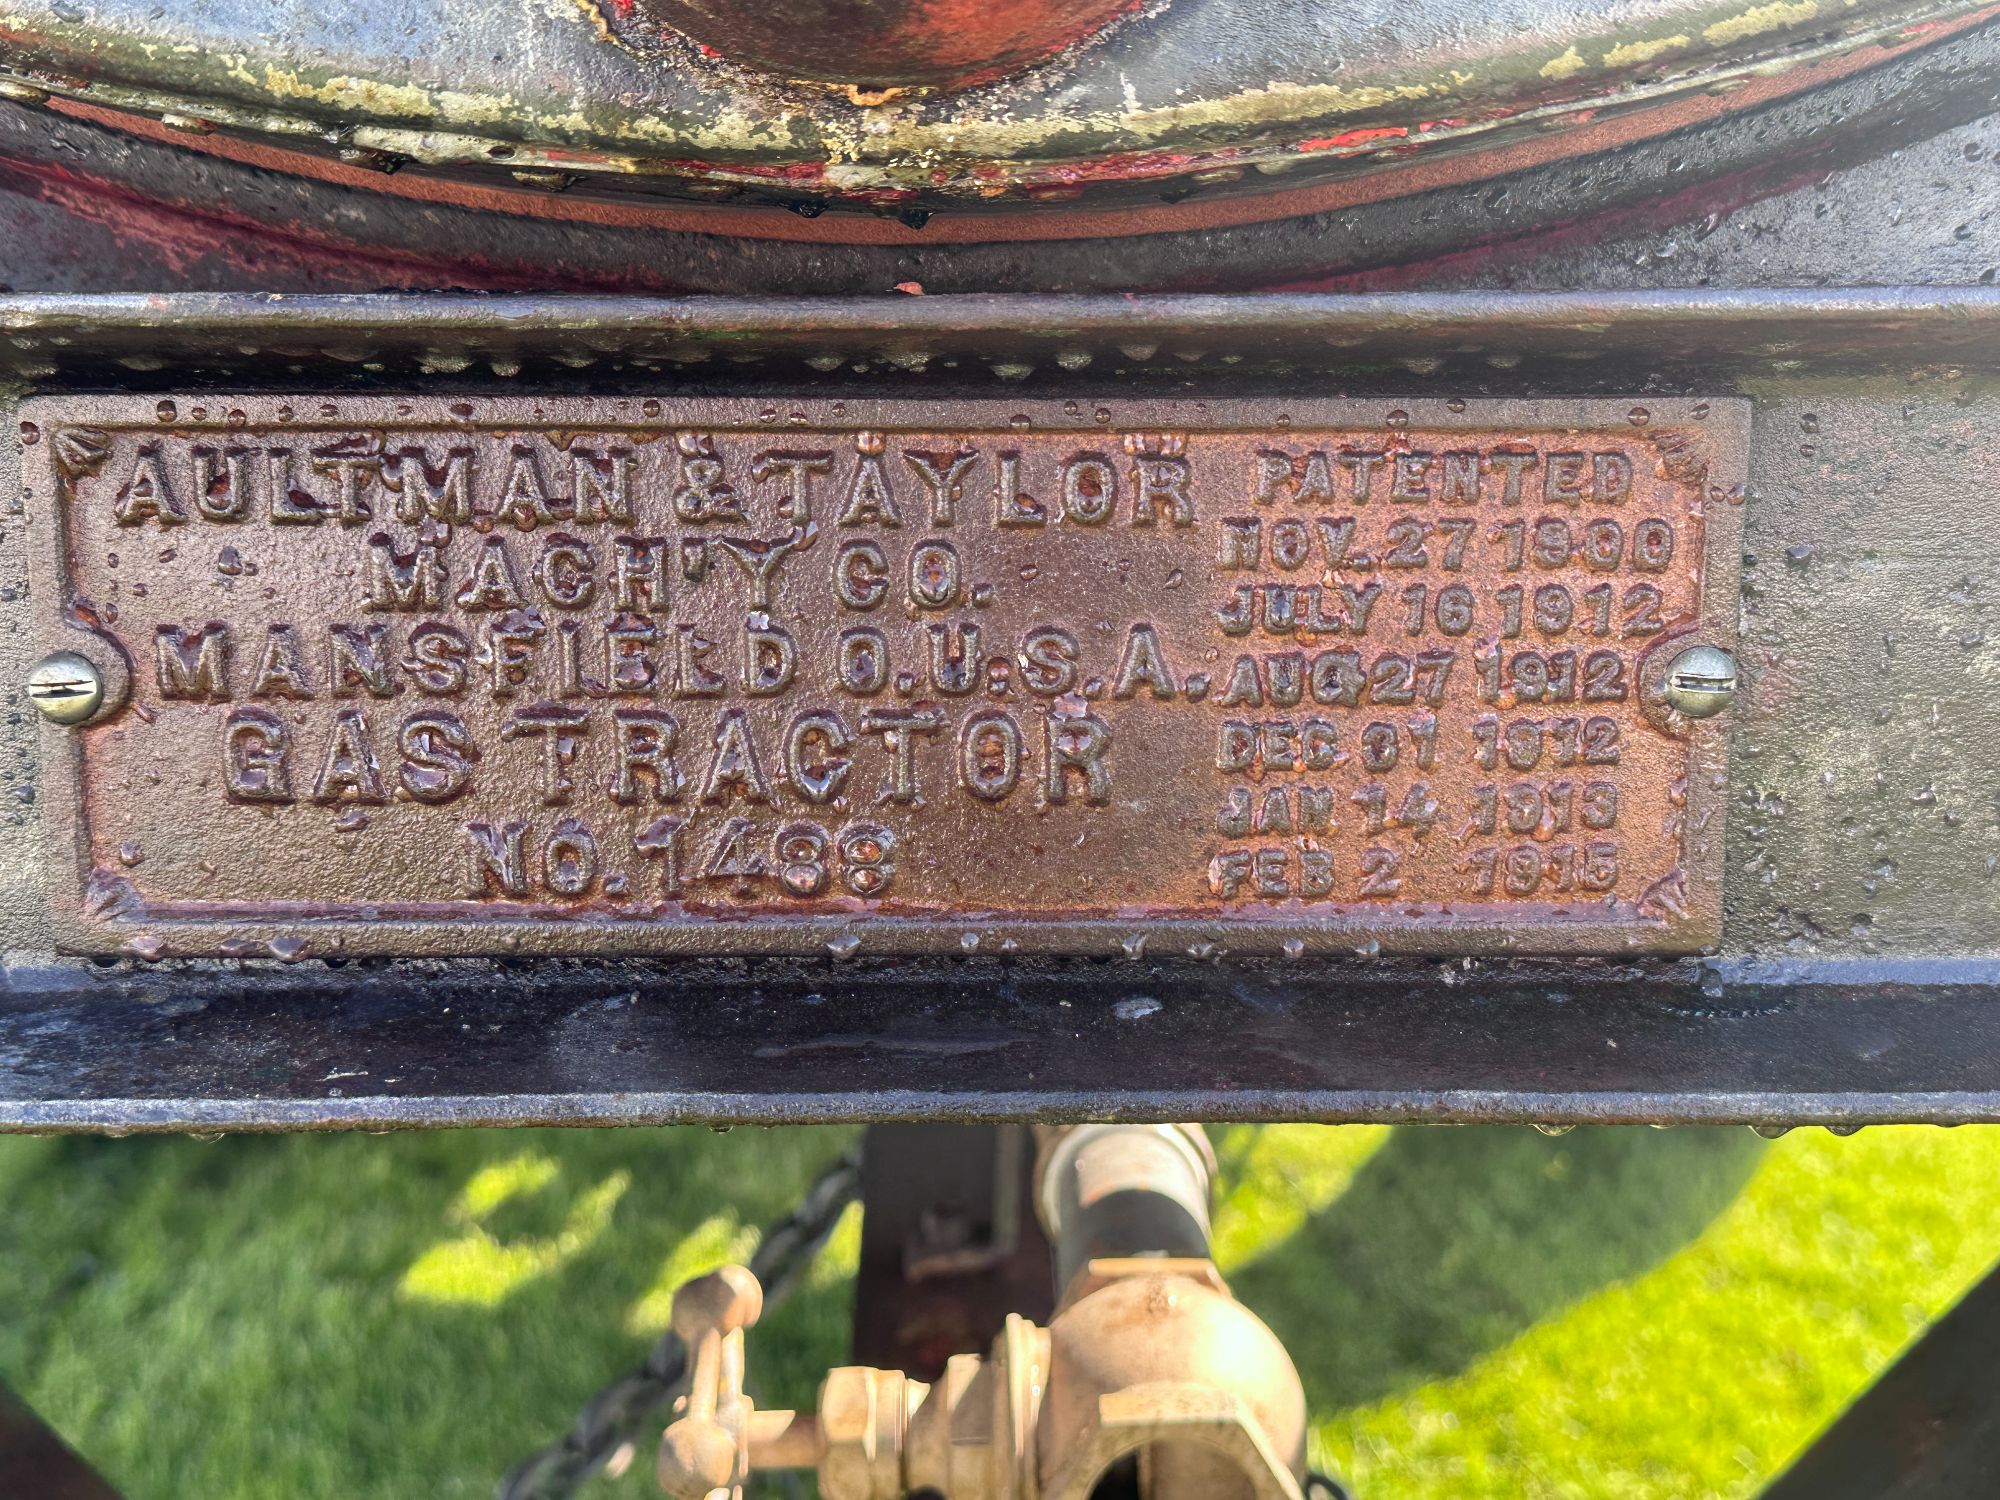 AULTMAN & TAYLOR
MACH'Y CO.
MANSFIELD O.U.S.A.
GAS TRACTOR
NO. 1488
PATENTED
NOV. 27 1900
JULY 16 1912
AUG 27 1912
DEC 31 1912
JAN 14 1913
FEB 2 1915